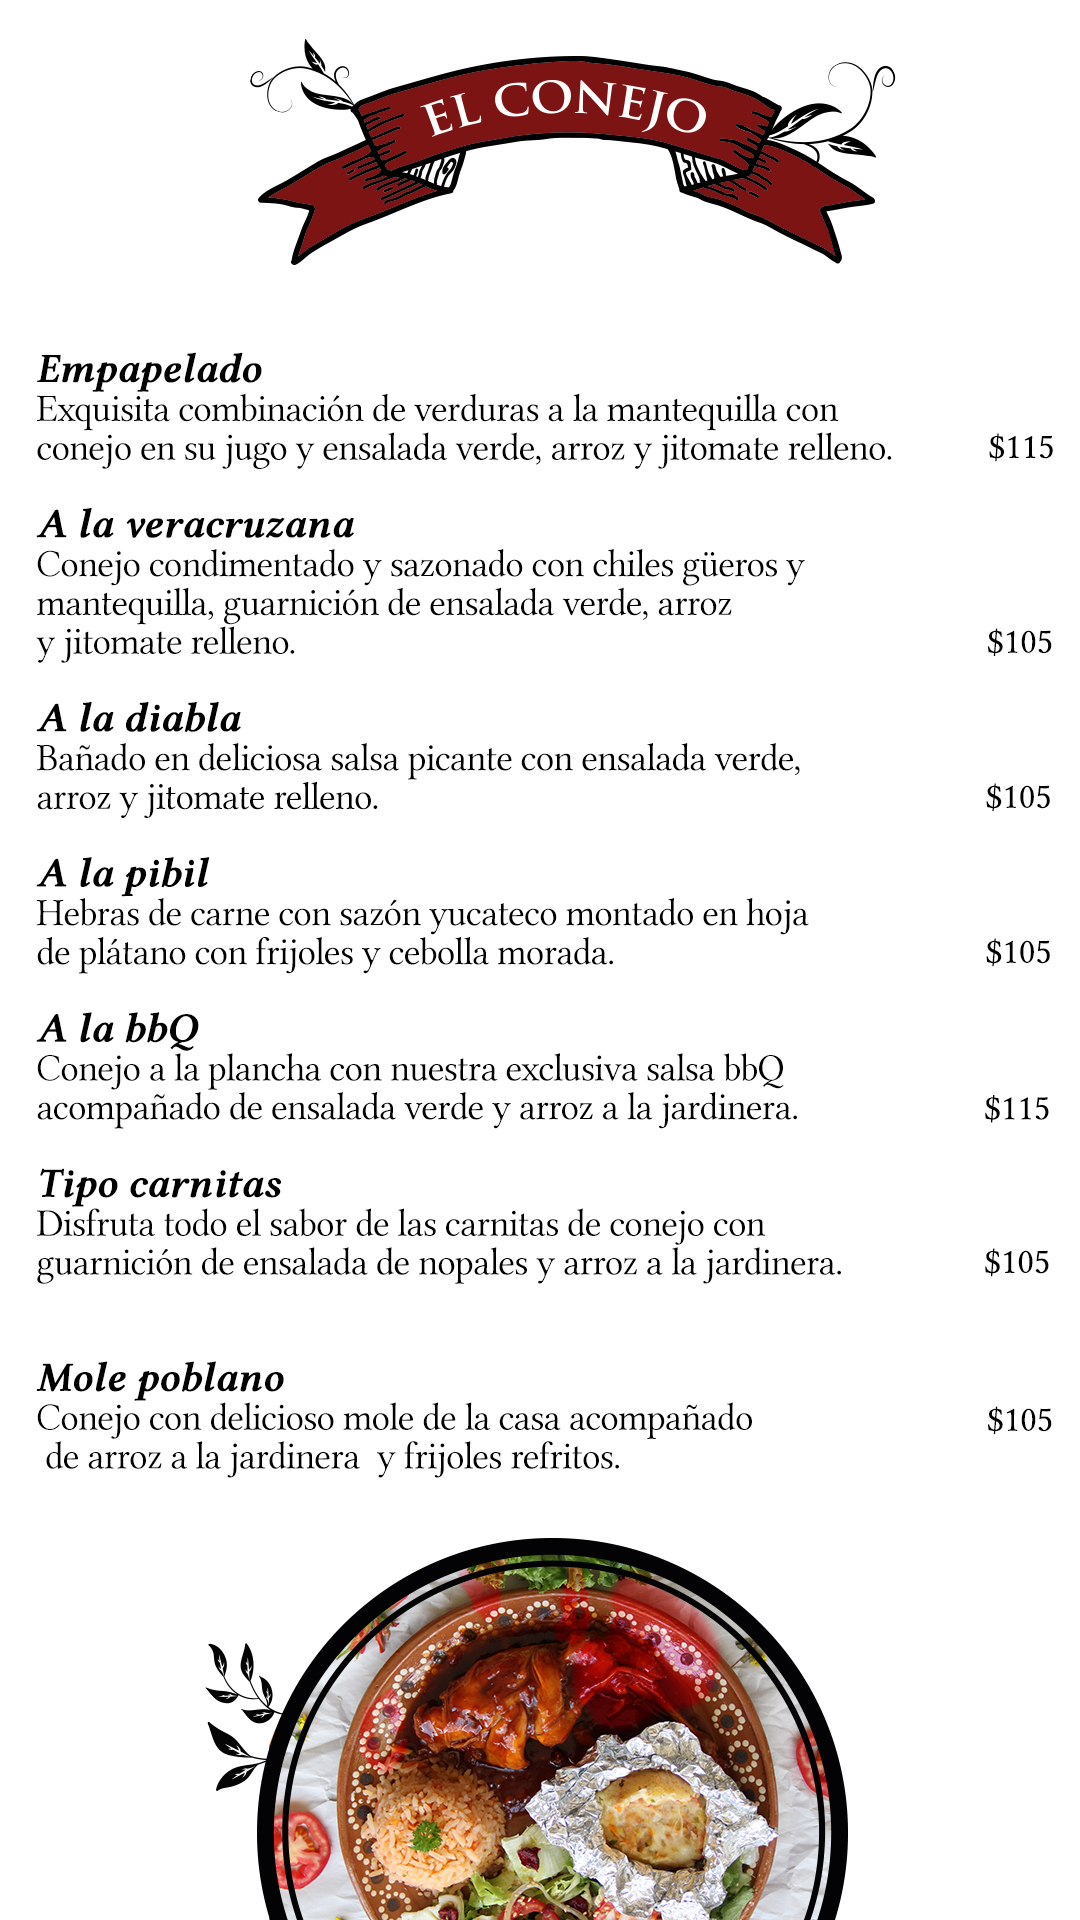 EL CONEJO
Empapelado
Exquisita combinación de verduras a la mantequilla con
conejo en su jugo y ensalada verde, arroz y jitomate relleno. $115
A la veracruzana
Conejo condimentado y sazonado con chiles güeros y
mantequilla, guarnición de ensalada verde, arroz
y jitomate relleno. $105
A la diabla
Bañado en deliciosa salsa picante con ensalada verde,
arroz y jitomate relleno. $105
A la pibil
Hebras de carne con sazón yucateco montado en hoja
de plátano con frijoles y cebolla morada. $105
A la bbQ
Conejo a la plancha con nuestra exclusiva salsa bbQ
acompañado de ensalada verde y arroz a la jardinera. $115
Tipo carnitas
Disfruta todo el sabor de las carnitas de conejo con
guarnición de ensalada de nopales y arroz a la jardinera. $105
Mole poblano
Conejo con delicioso mole de la casa acompañado $105
de arroz a la jardinera y frijoles refritos.